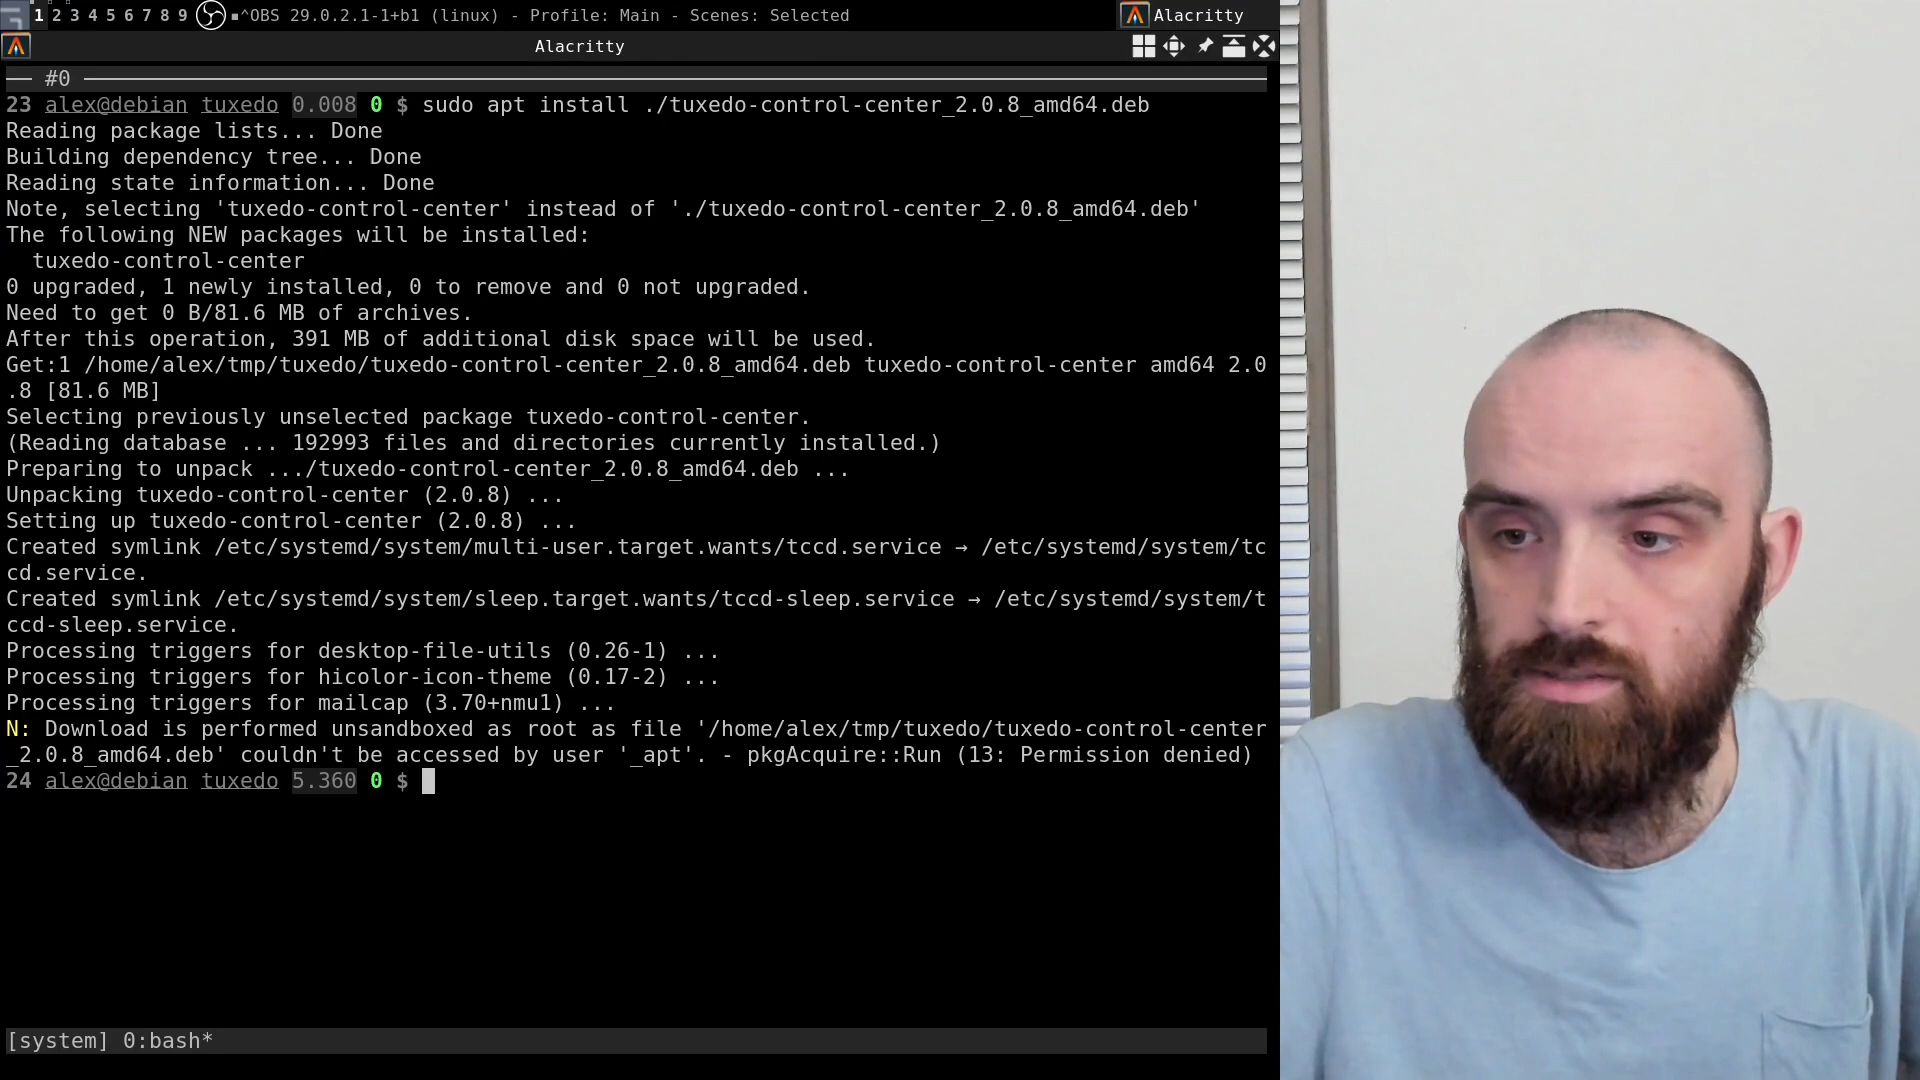 1 2 3 4 5 6 7 8 9 ^OBS 29.0.2.1-1+b1 (linux) - Profile: Main - Scenes: Selected Alacritty
Alacritty
#0
23 alex@debian tuxedo 0.008 0 $ sudo apt install ./tuxedo-control-center_2.0.8_amd64.deb
Reading package lists... Done
Building dependency tree... Done
Reading state information... Done
Note, selecting 'tuxedo-control-center' instead of './tuxedo-control-center_2.0.8_amd64.deb'
The following NEW packages will be installed:
tuxedo-control-center
0 upgraded, 1 newly installed, 0 to remove and 0 not upgraded.
Need to get 0 B/81.6 MB of archives.
After this operation, 391 MB of additional disk space will be used.
Get:1 /home/alex/tmp/tuxedo/tuxedo-control-center_2.0.8_amd64.deb tuxedo-control-center amd64 2.0
.8 [81.6 MB]
Selecting previously unselected package tuxedo-control-center.
(Reading database ... 192993 files and directories currently installed.)
Preparing to unpack .../tuxedo-control-center_2.0.8_amd64.deb ...
Unpacking tuxedo-control-center (2.0.8) ...
Setting up tuxedo-control-center (2.0.8) ...
Created symlink /etc/systemd/system/multi-user.target.wants/tccd.service → /etc/systemd/system/tc
cd.service.
Created symlink /etc/systemd/system/sleep.target.wants/tccd-sleep.service → /etc/systemd/system/t
ccd-sleep.service.
Processing triggers for desktop-file-utils (0.26-1) ...
Processing triggers for hicolor-icon-theme (0.17-2) ...
Processing triggers for mailcap (3.70+nmu1) ...
N: Download is performed unsandboxed as root as file '/home/alex/tmp/tuxedo/tuxedo-control-center
_2.0.8_amd64.deb' couldn't be accessed by user '_apt'. - pkgAcquire::Run (13: Permission denied)
24 alex@debian tuxedo 5.360 0 $
[system] 0:bash*